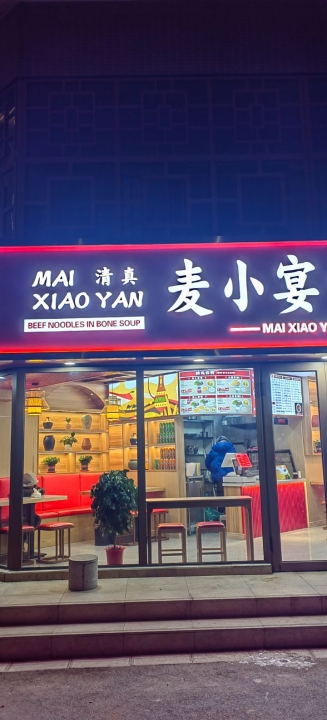 MAI 清真
XIAO YAN
BEEF NOODLES IN BONE SOUP
麦小宴
MAI XIAO Y